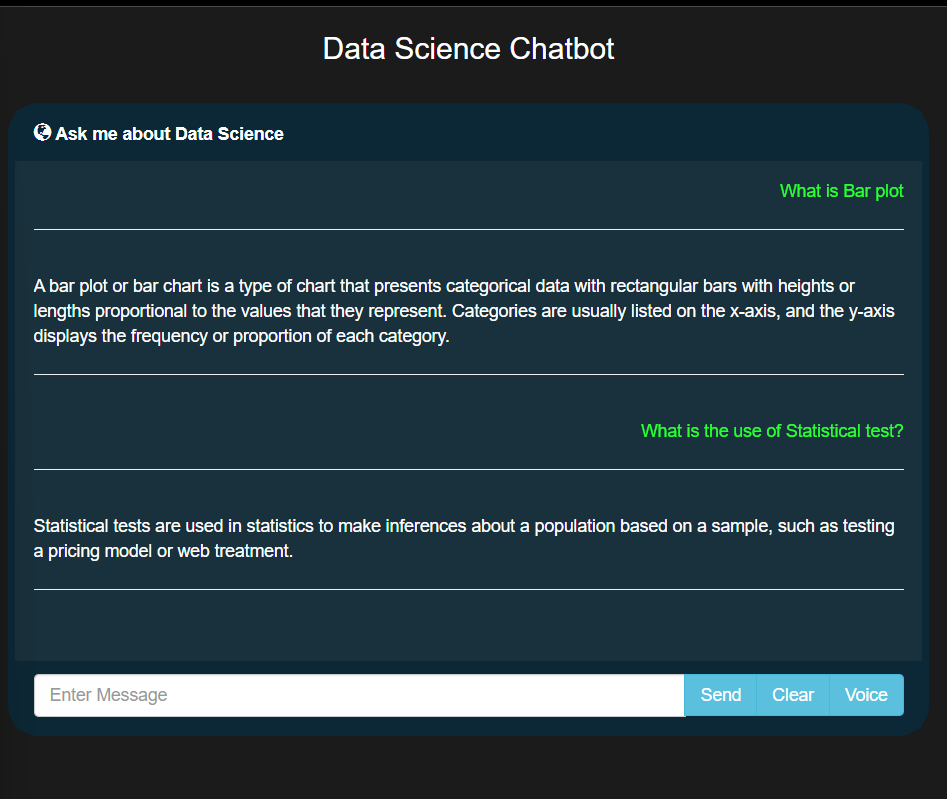 Data Science Chatbot
Ask me about Data Science
What is Bar plot
A bar plot or bar chart is a type of chart that presents categorical data with rectangular bars with heights or
lengths proportional to the values that they represent. Categories are usually listed on the x-axis, and the y-axis
displays the frequency or proportion of each category.
What is the use of Statistical test?
Statistical tests are used in statistics to make inferences about a population based on a sample, such as testing
a pricing model or web treatment.
Enter Message Send Clear Voice